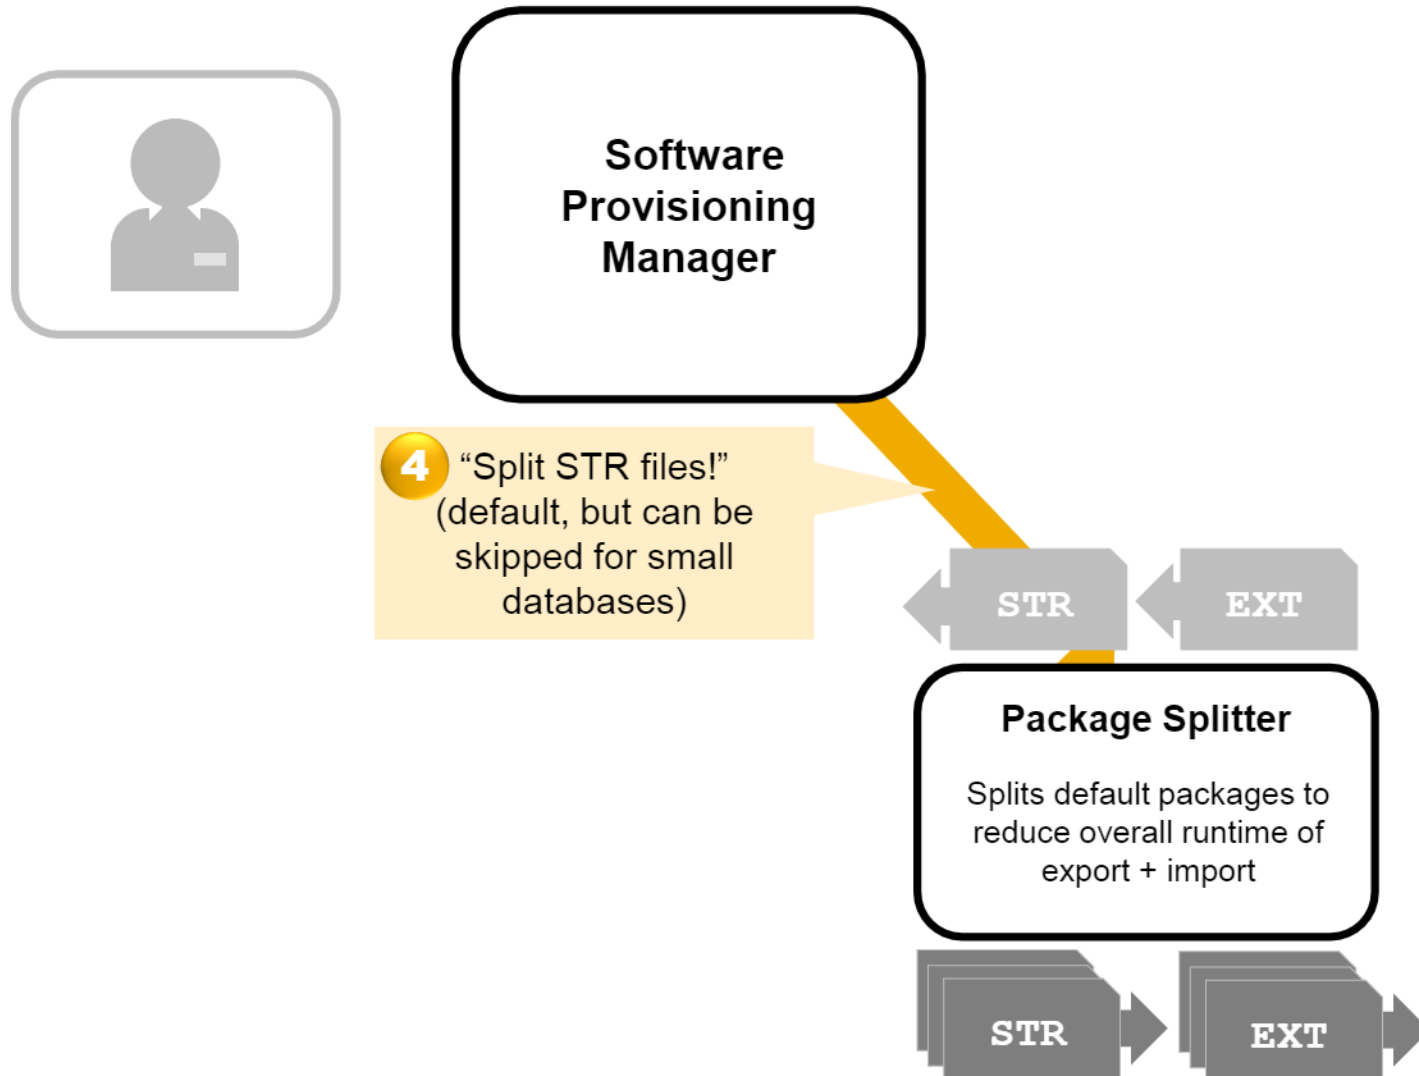 Software
Provisioning
Manager
4
“Split STR files!”
(default, but can be
skipped for small
databases)
STR
EXT
Package Splitter
Splits default packages to
reduce overall runtime of
export + import
STR
EXT